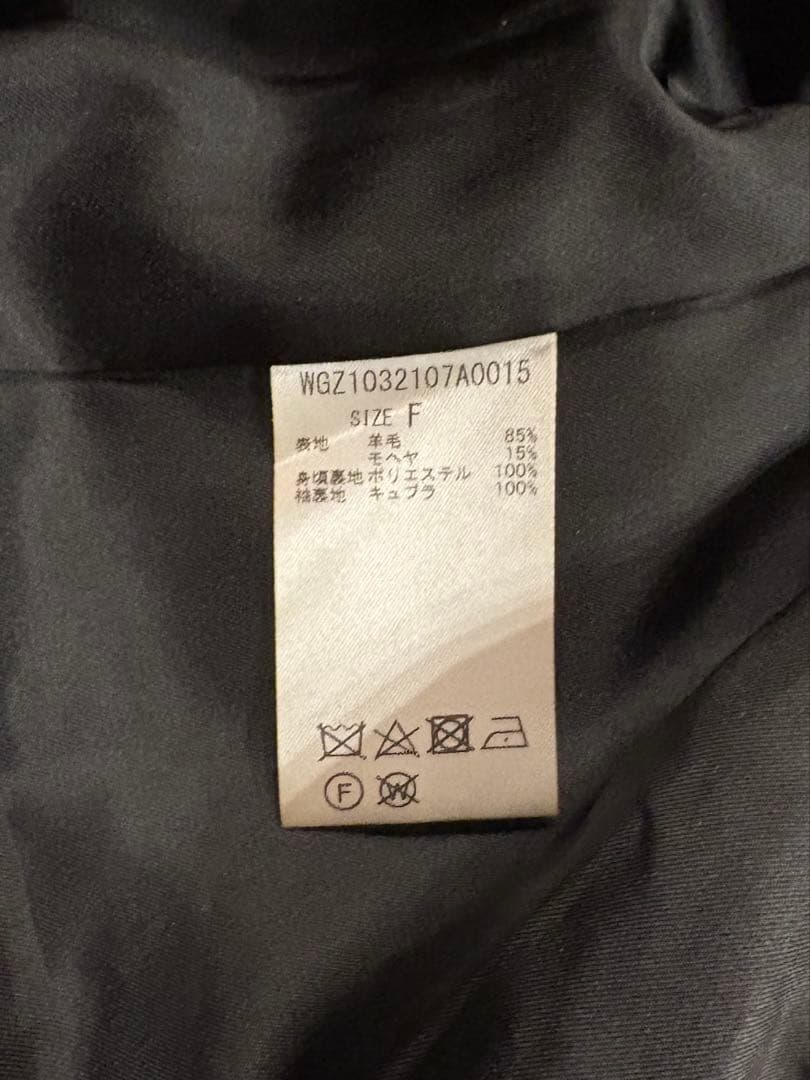 WGZ1032107A0015
SIZE F
表地 羊毛 85%
モヘヤ 15%
身頃裏地 ポリエステル 100%
袖裏地 キュプラ 100%
F W